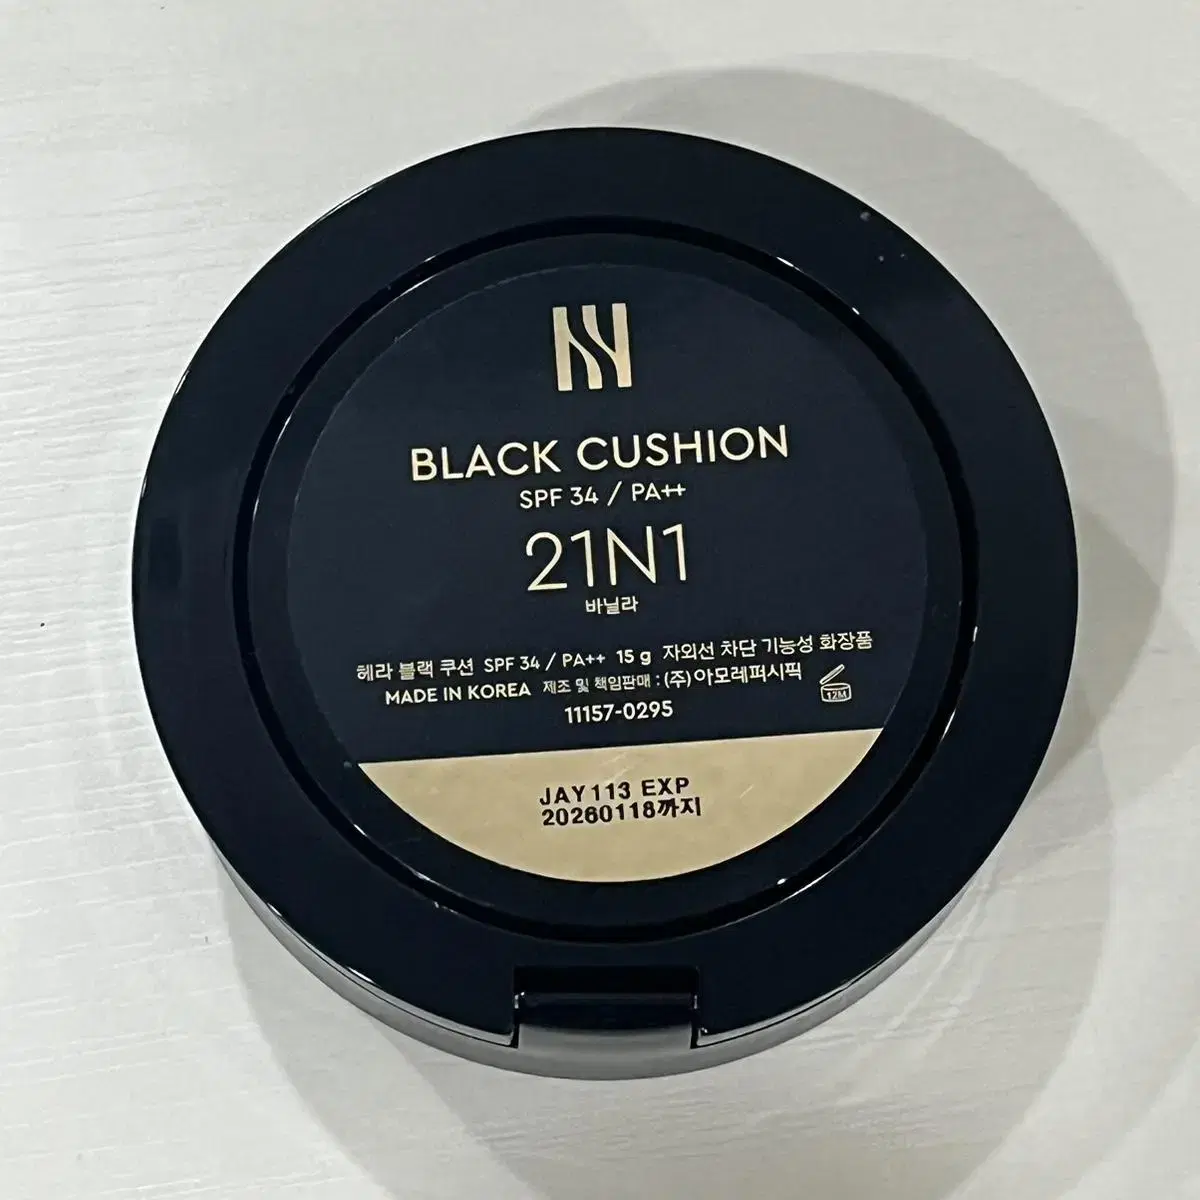 BLACK CUSHION
SPF 34 / PA++
21N1
바닐라
헤라 블랙 쿠션 SPF 34 / PA++ 15 g 자외선 차단 기능성 화장품
MADE IN KOREA 제조 및 책임판매 : (주)아모레퍼시픽
12M
11157-0295
JAY113 EXP
20260118까지